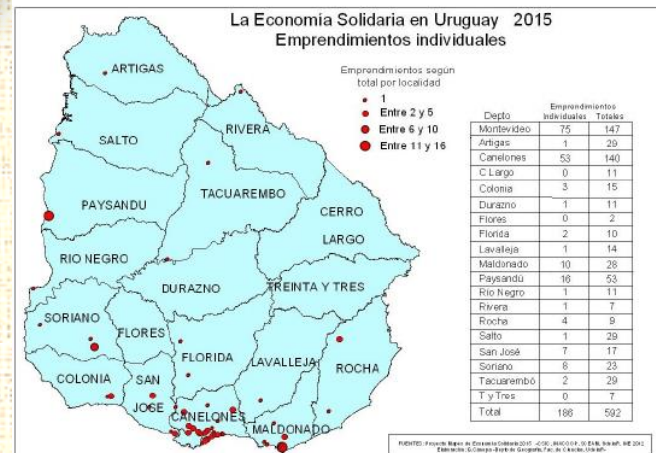 La Economía Solidaria en Uruguay 2015
Emprendimientos individuales
Emprendimientos según
total por localidad
1
Entre 2 y 5
Entre 6 y 10
Entre 11 y 16
ARTIGAS
SALTO
RIVERA
PAYSANDU
TACUAREMBO
CERRO
LARGO
RIO NEGRO
DURAZNO
TREINTA Y TRES
SORIANO
FLORES
FLORIDA
LAVALLEJA
ROCHA
COLONIA
SAN
JOSE
CANELONES
MALDONADO
Emprendimientos
Depto Individuales Totales
Montevideo 75 147
Artigas 1 29
Canelones 53 140
C Largo 0 11
Colonia 3 15
Durazno 1 11
Flores 0 2
Florida 2 10
Lavalleja 1 14
Maldonado 10 28
Paysandú 16 53
Rio Negro 1 11
Rivera 1 7
Rocha 4 9
Salto 1 29
San José 7 17
Soriano 8 23
Tacuarembó 2 29
T y Tres 0 7
Total 186 592